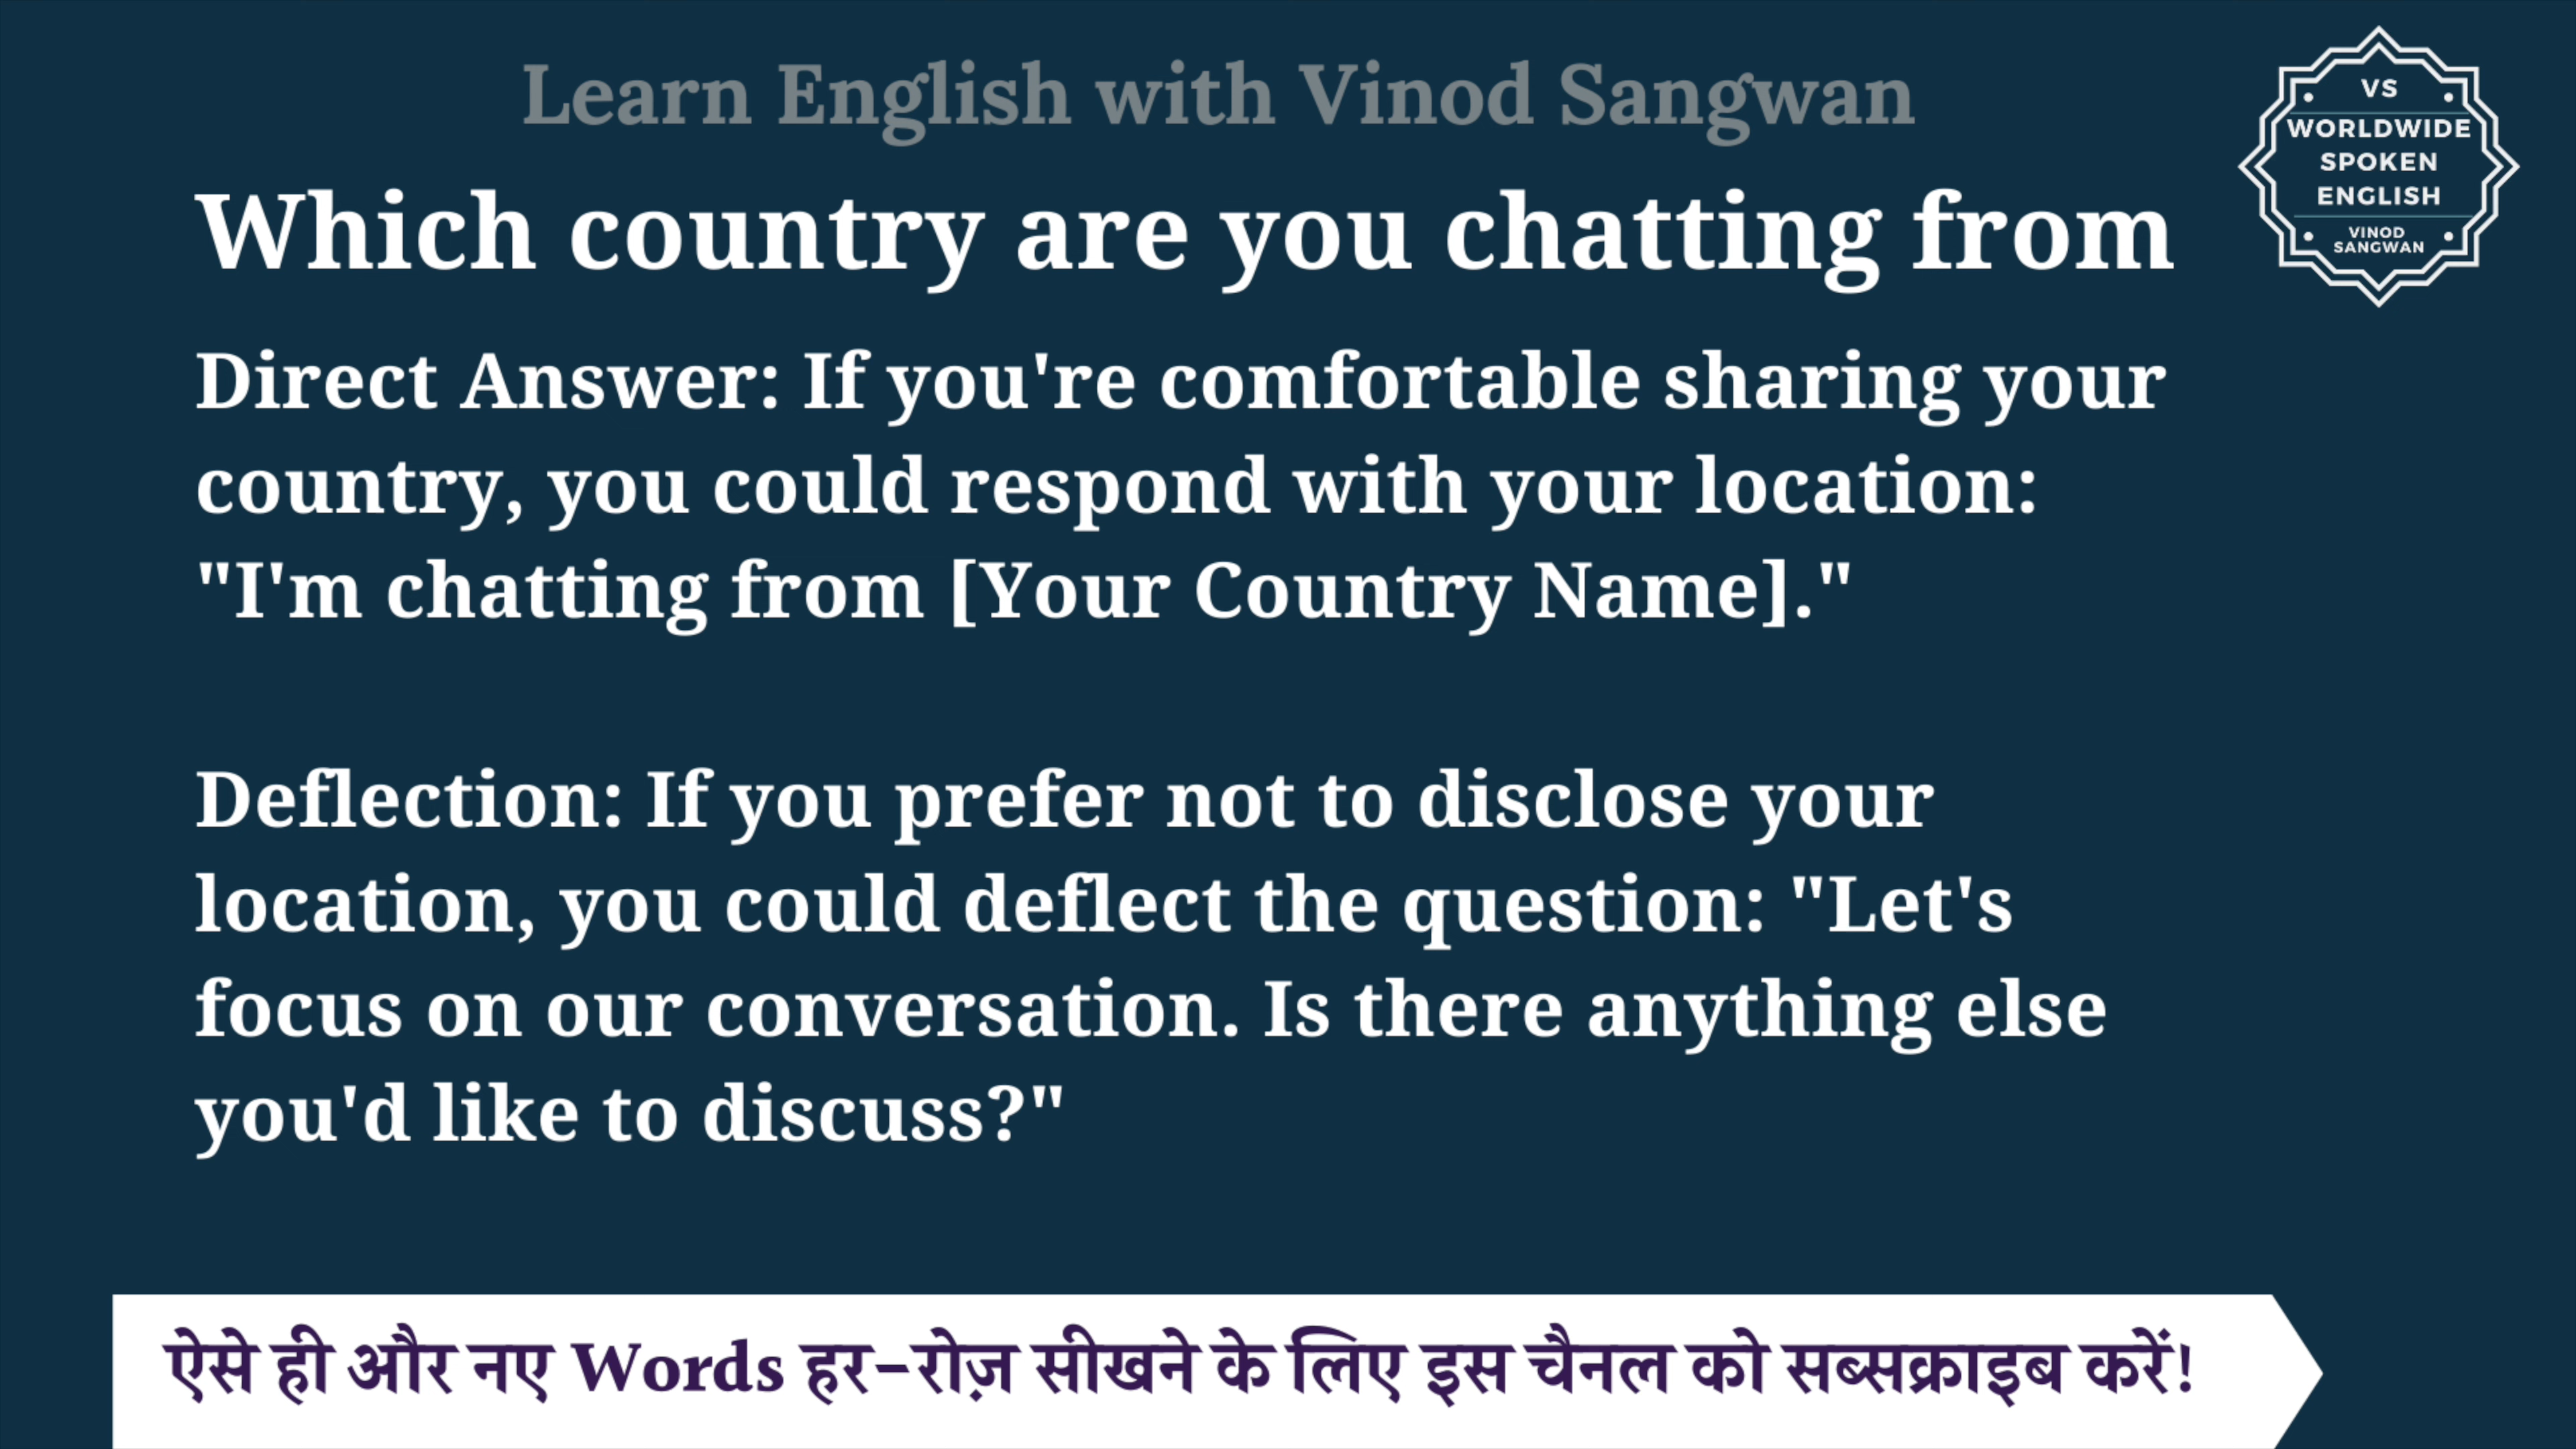 Learn English with Vinod Sangwan
VS
WORLDWIDE
SPOKEN
ENGLISH
VINOD
SANGWAN
Which country are you chatting from
Direct Answer: If you're comfortable sharing your
country, you could respond with your location:
"I'm chatting from [Your Country Name]."
Deflection: If you prefer not to disclose your
location, you could deflect the question: "Let's
focus on our conversation. Is there anything else
you'd like to discuss?"
ऐसे ही और नए Words हर-रोज़ सीखने के लिए इस चैनल को सब्सक्राइब करें!